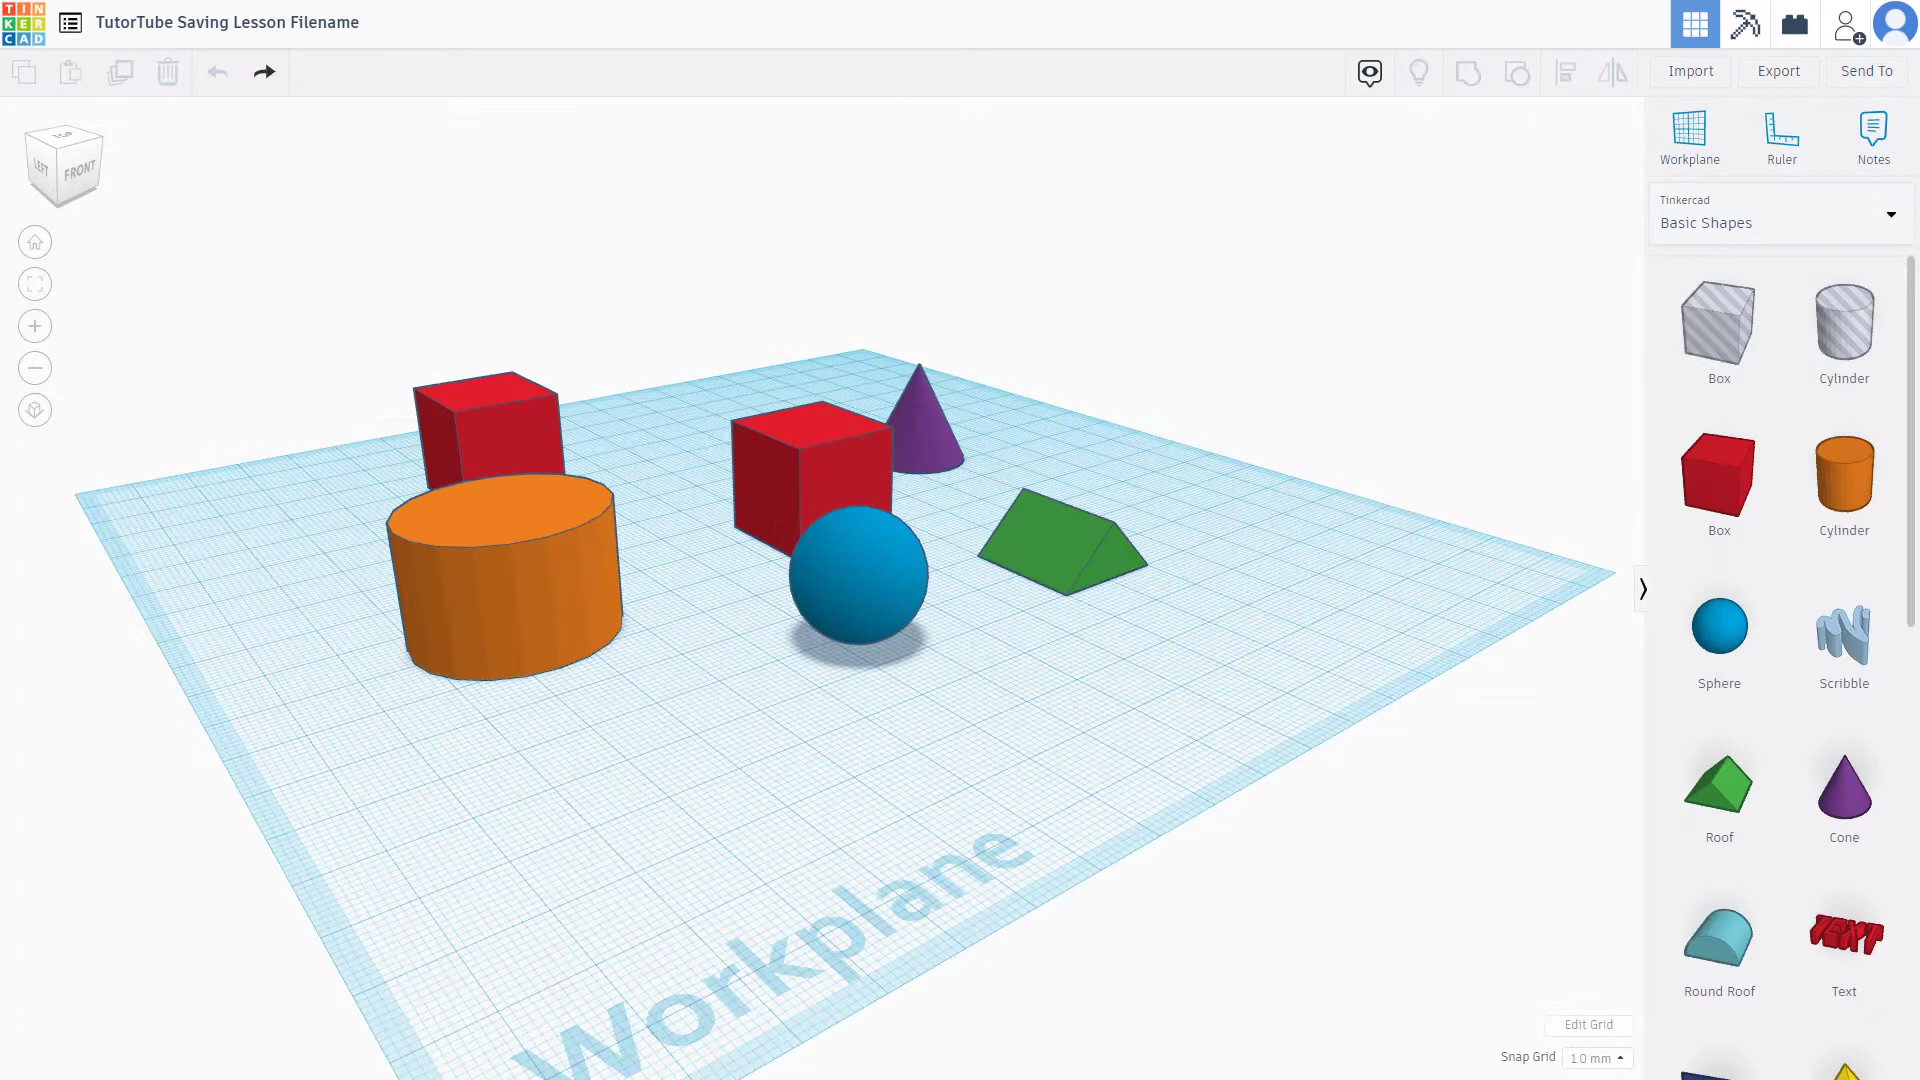 TIN
KER
CAD
TutorTube Saving Lesson Filename
Import
Export
Send To
TOP
LEFT
FRONT
Workplane
Ruler
Notes
Tinkercad
Basic Shapes
Box
Cylinder
Box
Cylinder
Sphere
Scribble
Roof
Cone
TEXT
Round Roof
Text
Workplane
Edit Grid
Snap Grid
1.0 mm